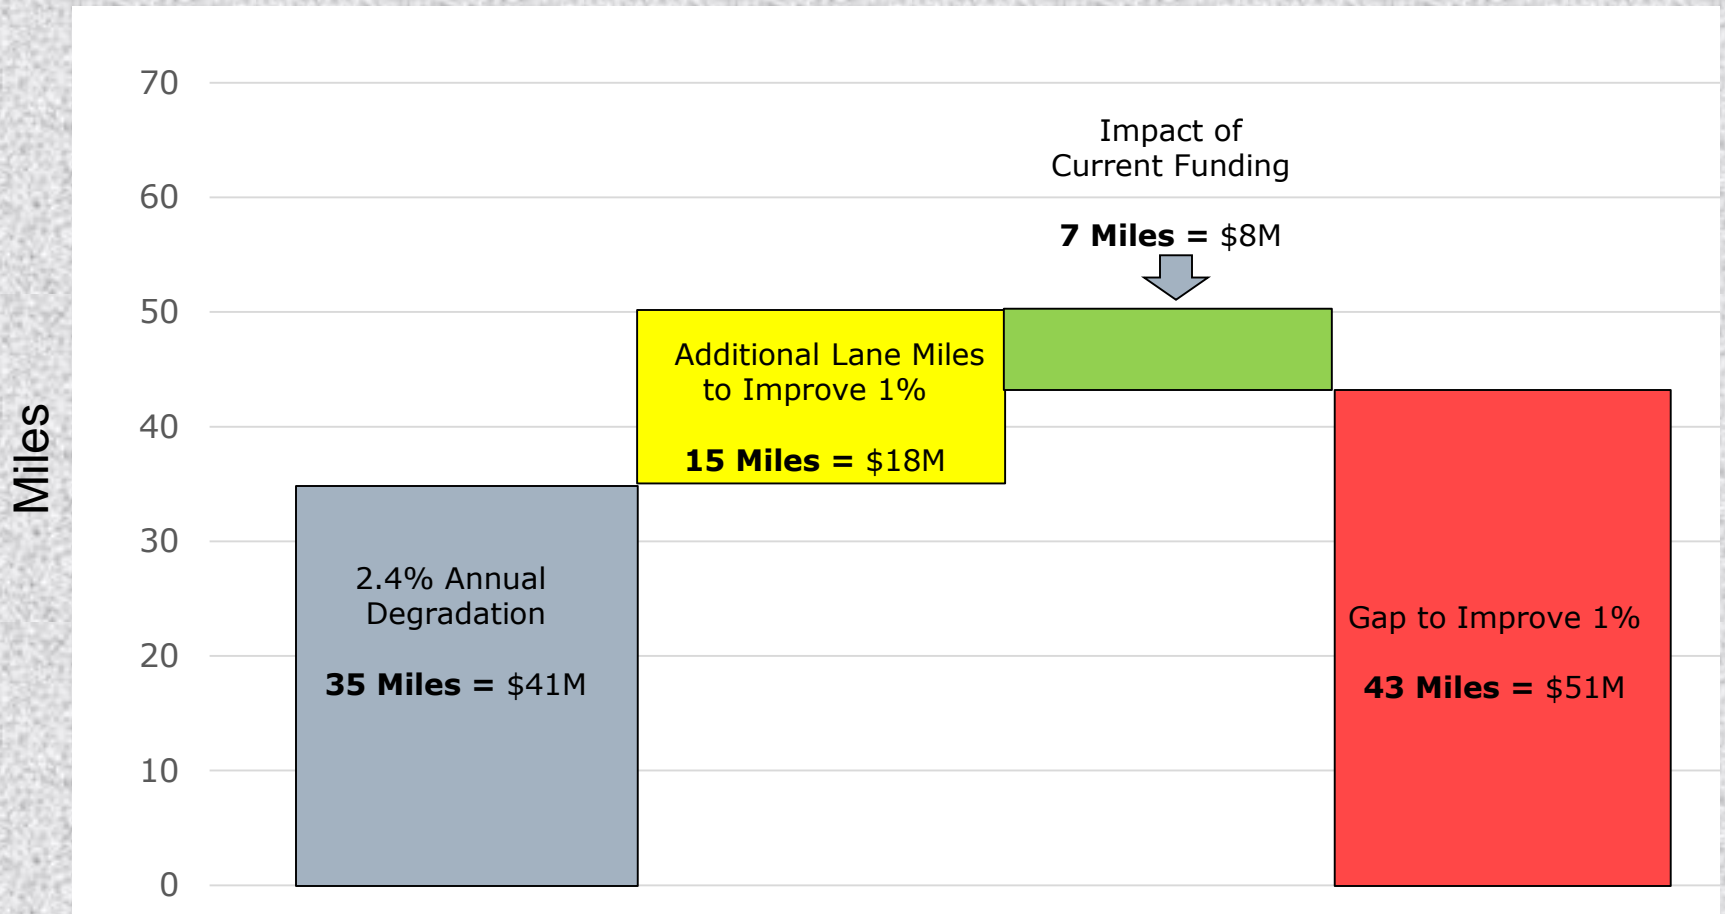 Miles
70
60
50
40
30
20
10
0
2.4% Annual
Degradation
35 Miles = $41M
Additional Lane Miles
to Improve 1%
15 Miles = $18M
Impact of
Current Funding
7 Miles = $8M
Gap to Improve 1%
43 Miles = $51M